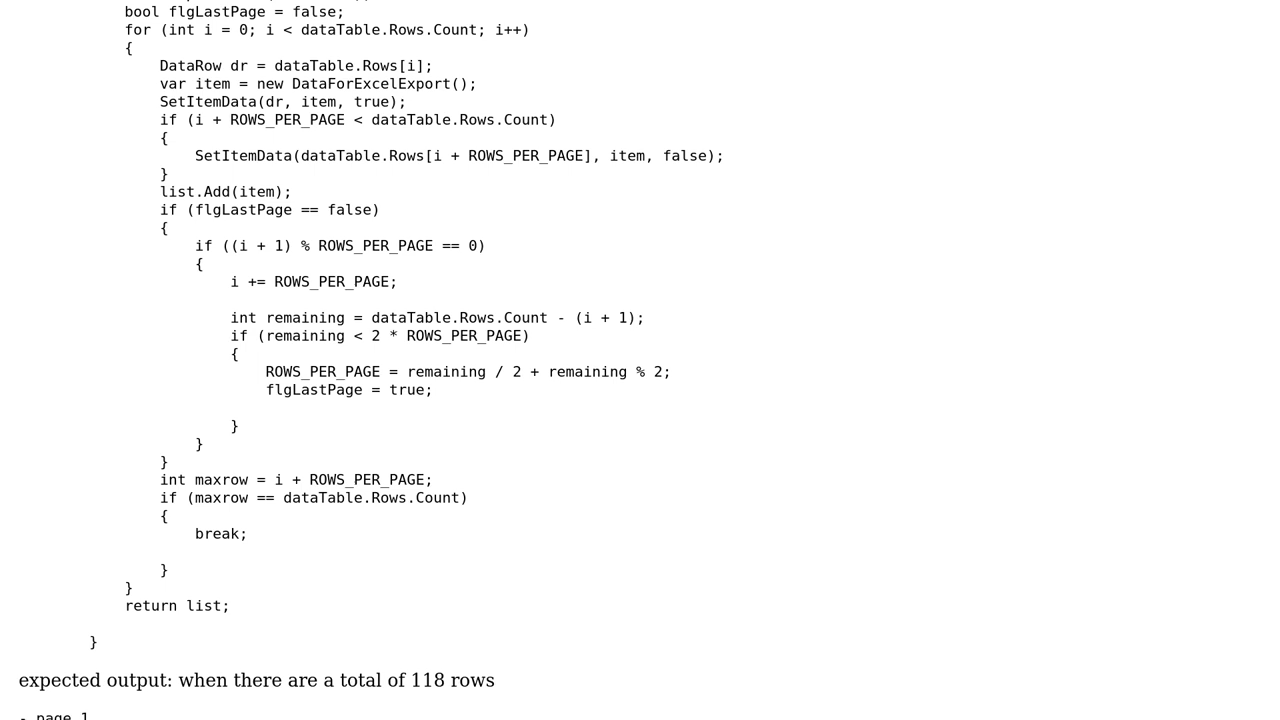 bool flgLastPage = false;
for (int i = 0; i < dataTable.Rows.Count; i++)
{
DataRow dr = dataTable.Rows[i];
var item = new DataForExcelExport();
SetItemData(dr, item, true);
if (i + ROWS_PER_PAGE < dataTable.Rows.Count)
{
SetItemData(dataTable.Rows[i + ROWS_PER_PAGE], item, false);
}
list.Add(item);
if (flgLastPage == false)
{
if ((i + 1) % ROWS_PER_PAGE == 0)
{
i += ROWS_PER_PAGE;
int remaining = dataTable.Rows.Count - (i + 1);
if (remaining < 2 * ROWS_PER_PAGE)
{
ROWS_PER_PAGE = remaining / 2 + remaining % 2;
flgLastPage = true;
}
}
}
int maxrow = i + ROWS_PER_PAGE;
if (maxrow == dataTable.Rows.Count)
{
break;
}
}
return list;
}
expected output: when there are a total of 118 rows
- page 1